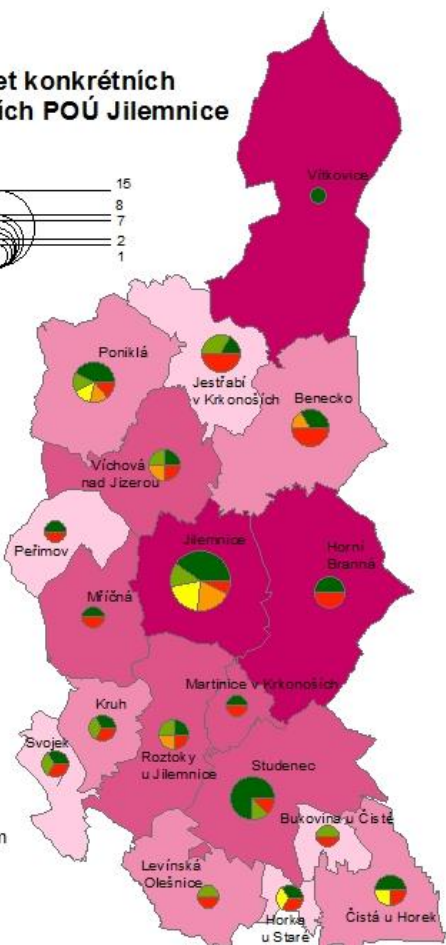 et konkrétních
ích POÚ Jilemnice
15
8
7
2
1
Vítkovice
Poniklá
Jestřabí
v Krkonoších
Benecko
Víchová
nad Jizerou
Peřimov
Jilemnice
Horní
Branná
Mříčná
Martinice v Krkonoších
Kruh
Svojek
Roztoky
u Jilemnice
Studenec
Bukovina u Čisté
Levínská
Olešnice
Horka
u Staré
Čistá u Horek